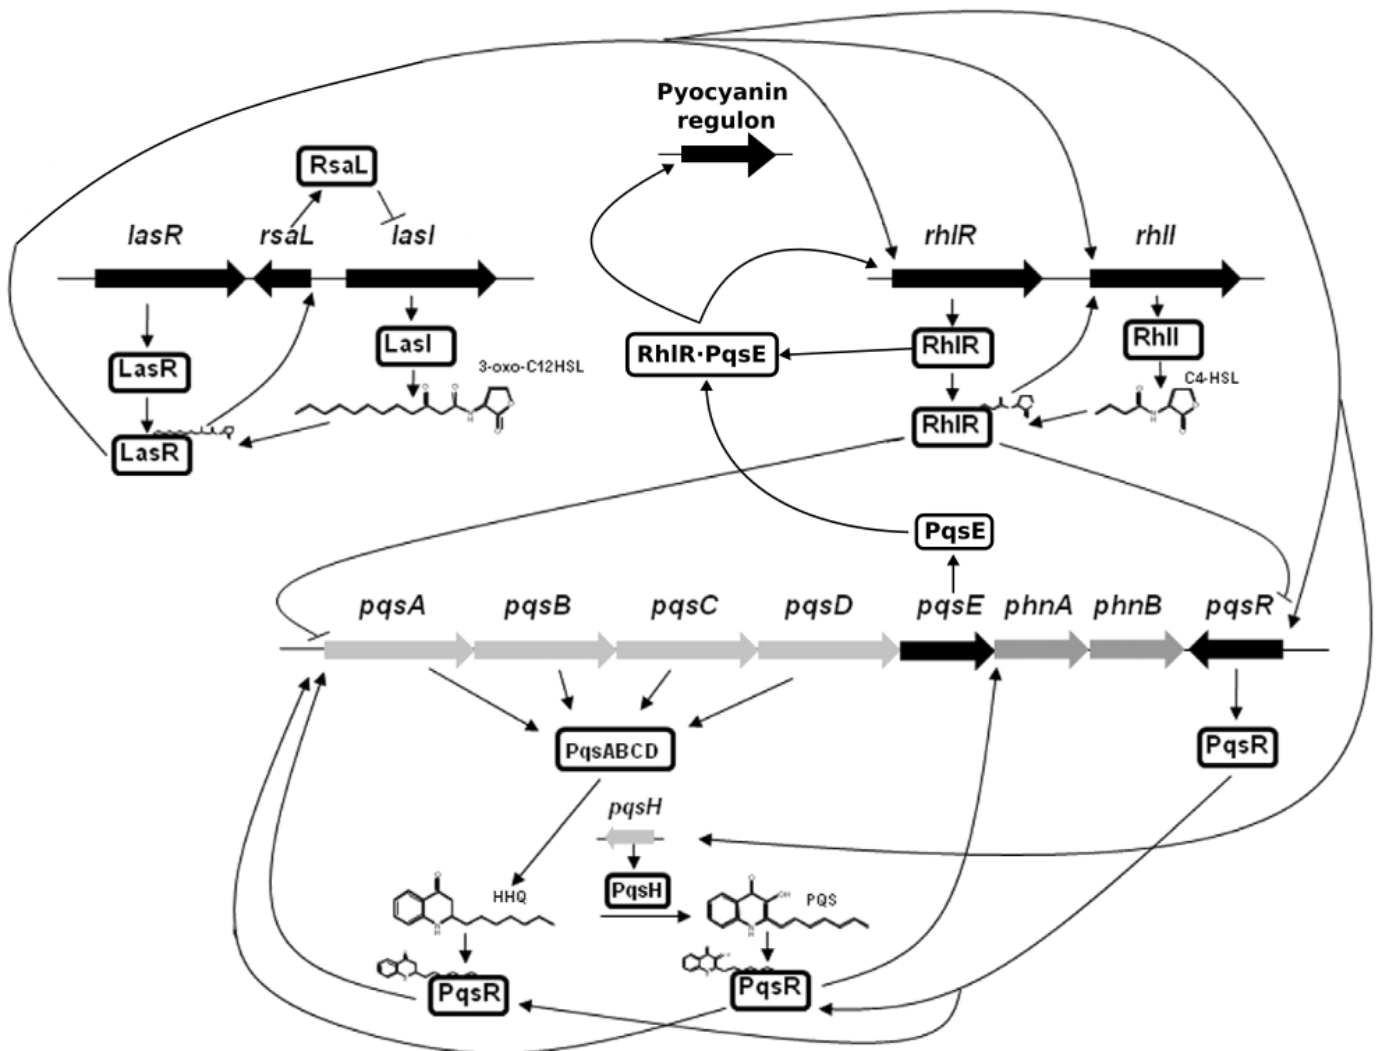 Pyocyanin
regulon
RsaL
lasR
rsaL
lasI
rhlR
rhlI
LasI
LasR
3-oxo-C12HSL
RhlR·PqsE
RhlR
RhlI
C4-HSL
LasR
RhlR
PqsE
pqsA
pqsB
pqsC
pqsD
pqsE
phnA
phnB
pqsR
PqsABCD
PqsR
pqsH
PqsH
HHQ
PQS
PqsR
PqsR